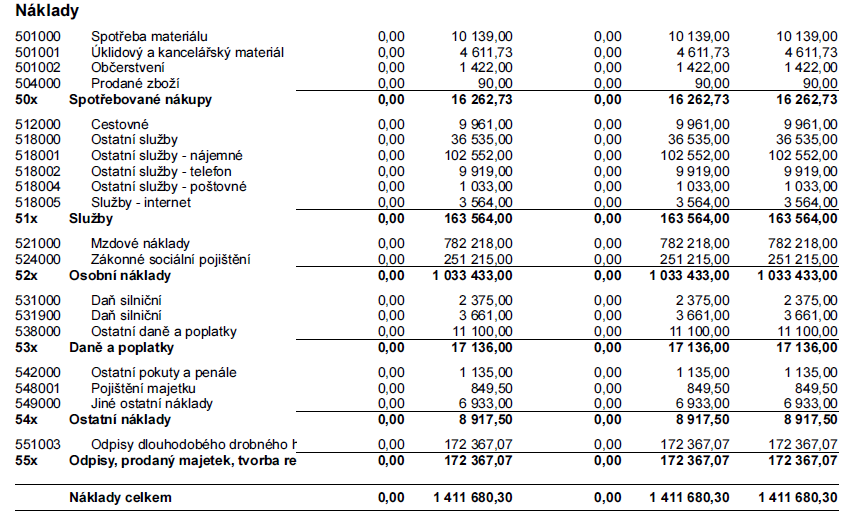 Náklady
501000 Spotřeba materiálu 0,00 10 139,00 0,00 10 139,00 10 139,00
501001 Úklidový a kancelářský materiál 0,00 4 611,73 0,00 4 611,73 4 611,73
501002 Občerstvení 0,00 1 422,00 0,00 1 422,00 1 422,00
504000 Prodané zboží 0,00 90,00 0,00 90,00 90,00
50x Spotřebované nákupy 0,00 16 262,73 0,00 16 262,73 16 262,73
512000 Cestovné 0,00 9 961,00 0,00 9 961,00 9 961,00
518000 Ostatní služby 0,00 36 535,00 0,00 36 535,00 36 535,00
518001 Ostatní služby - nájemné 0,00 102 552,00 0,00 102 552,00 102 552,00
518002 Ostatní služby - telefon 0,00 9 919,00 0,00 9 919,00 9 919,00
518004 Ostatní služby - poštovné 0,00 1 033,00 0,00 1 033,00 1 033,00
518005 Služby - internet 0,00 3 564,00 0,00 3 564,00 3 564,00
51x Služby 0,00 163 564,00 0,00 163 564,00 163 564,00
521000 Mzdové náklady 0,00 782 218,00 0,00 782 218,00 782 218,00
524000 Zákonné sociální pojištění 0,00 251 215,00 0,00 251 215,00 251 215,00
52x Osobní náklady 0,00 1 033 433,00 0,00 1 033 433,00 1 033 433,00
531000 Daň silniční 0,00 2 375,00 0,00 2 375,00 2 375,00
531900 Daň silniční 0,00 3 661,00 0,00 3 661,00 3 661,00
538000 Ostatní daně a poplatky 0,00 11 100,00 0,00 11 100,00 11 100,00
53x Daně a poplatky 0,00 17 136,00 0,00 17 136,00 17 136,00
542000 Ostatní pokuty a penále 0,00 1 135,00 0,00 1 135,00 1 135,00
548001 Pojištění majetku 0,00 849,50 0,00 849,50 849,50
549000 Jiné ostatní náklady 0,00 6 933,00 0,00 6 933,00 6 933,00
54x Ostatní náklady 0,00 8 917,50 0,00 8 917,50 8 917,50
551003 Odpisy dlouhodobého drobného h 0,00 172 367,07 0,00 172 367,07 172 367,07
55x Odpisy, prodaný majetek, tvorba re 0,00 172 367,07 0,00 172 367,07 172 367,07
Náklady celkem 0,00 1 411 680,30 0,00 1 411 680,30 1 411 680,30